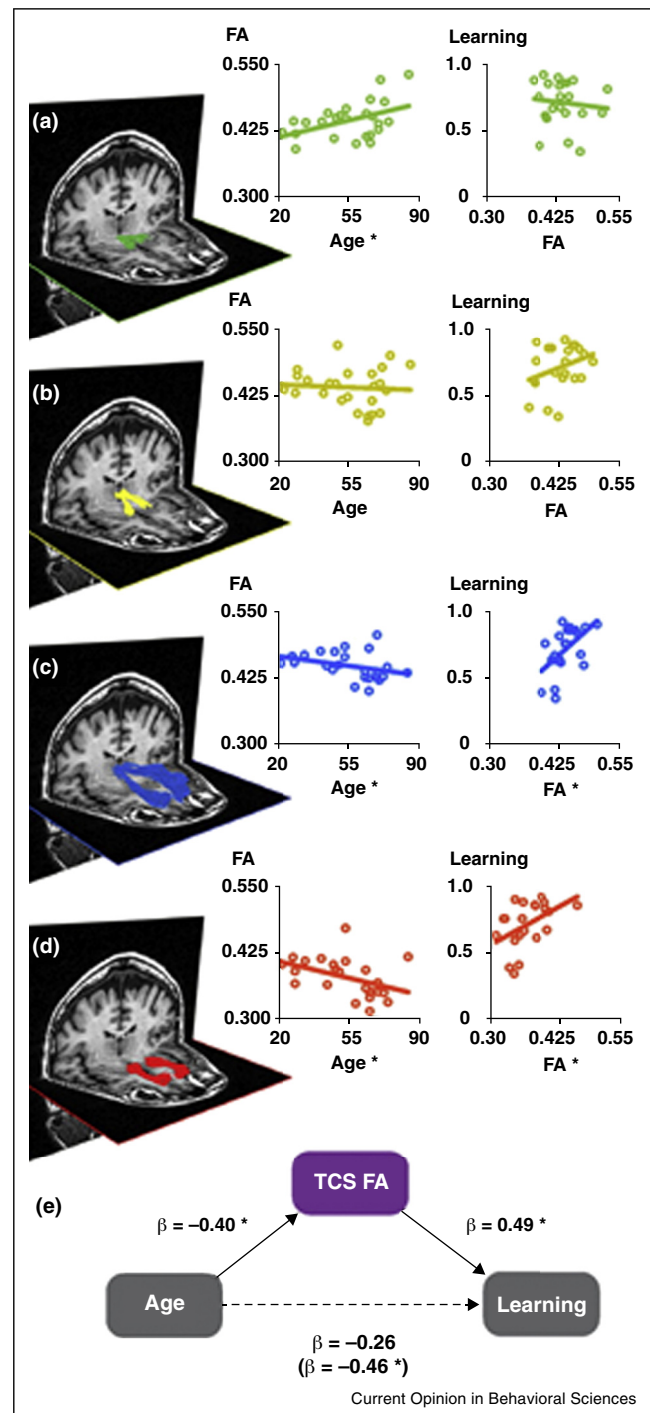 (a)
FA
0.550
0.425
0.300
20 55 90
Age *
Learning
1.0
0.5
0
0.30 0.425 0.55
FA
(b)
FA
0.550
0.425
0.300
20 55 90
Age
Learning
1.0
0.5
0
0.30 0.425 0.55
FA
(c)
FA
0.550
0.425
0.300
20 55 90
Age *
Learning
1.0
0.5
0
0.30 0.425 0.55
FA *
(d)
FA
0.550
0.425
0.300
20 55 90
Age *
Learning
1.0
0.5
0
0.30 0.425 0.55
FA *
(e)
TCS FA
β = –0.40 *
β = 0.49 *
Age
Learning
β = –0.26
(β = –0.46 *)
Current Opinion in Behavioral Sciences